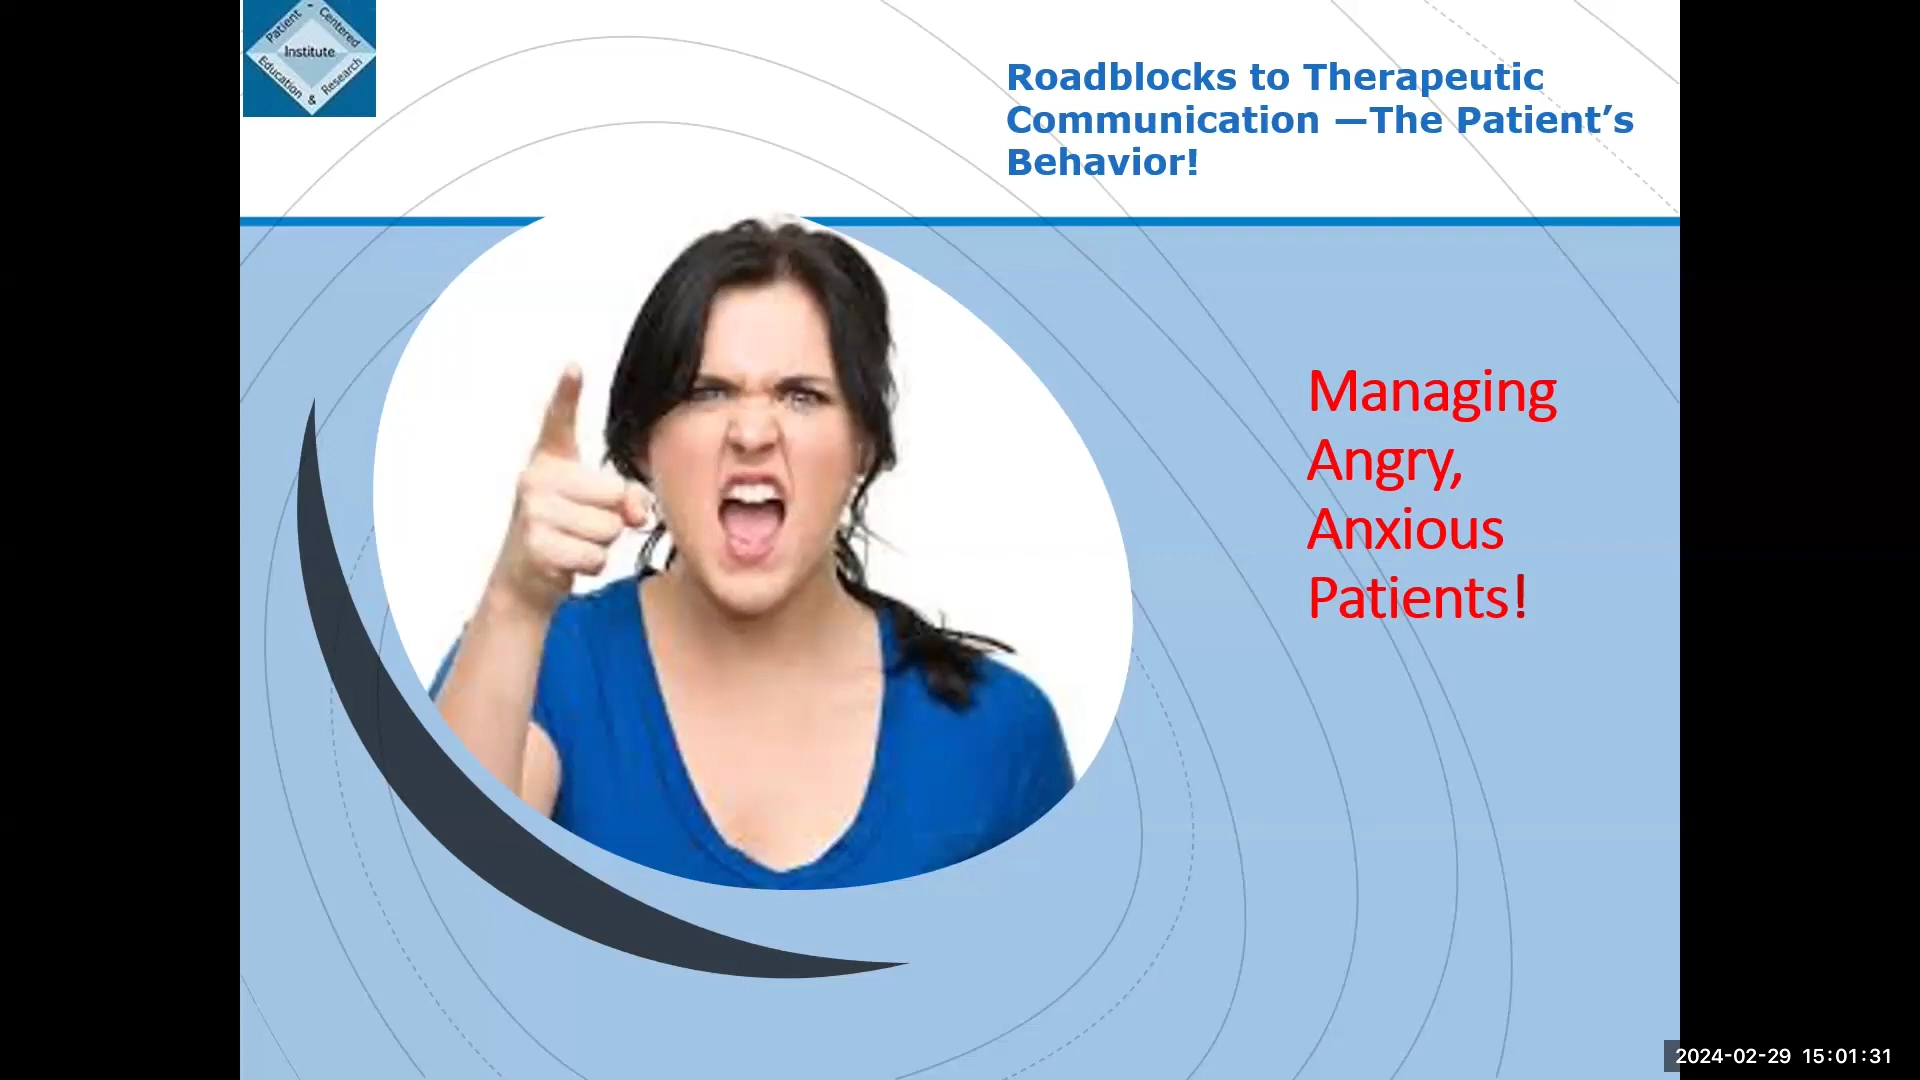 Patient - Centered
Institute
Education & Research
Roadblocks to Therapeutic
Communication —The Patient’s
Behavior!
Managing
Angry,
Anxious
Patients!
2024-02-29 15:01:31